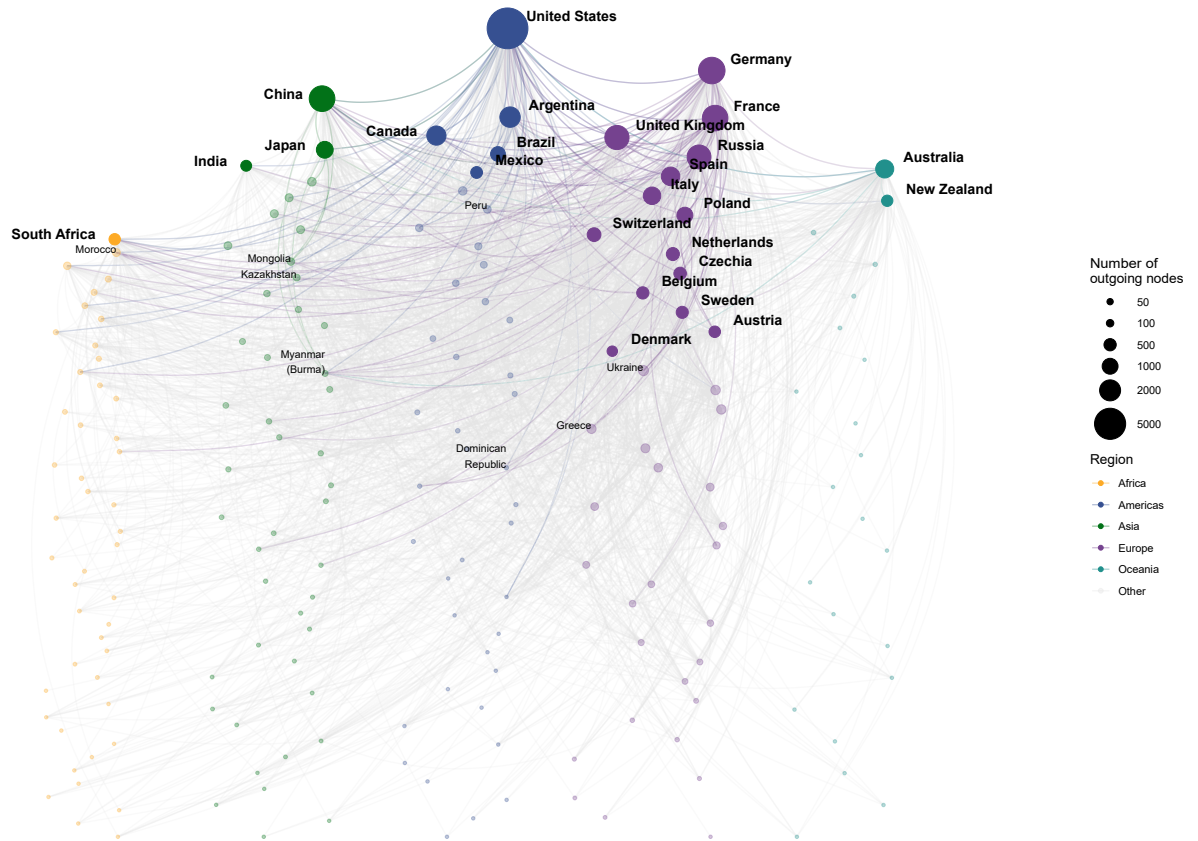 United States
Germany
China
Argentina
France
Canada
United Kingdom
Japan
Brazil
Russia
India
Mexico
Spain
Australia
Italy
New Zealand
Peru
Poland
Switzerland
South Africa
Morocco
Netherlands
Mongolia
Czechia
Kazakhstan
Belgium
Sweden
Austria
Denmark
Myanmar
(Burma)
Ukraine
Greece
Dominican
Republic
Number of
outgoing nodes
50
100
500
1000
2000
5000
Region
Africa
Americas
Asia
Europe
Oceania
Other